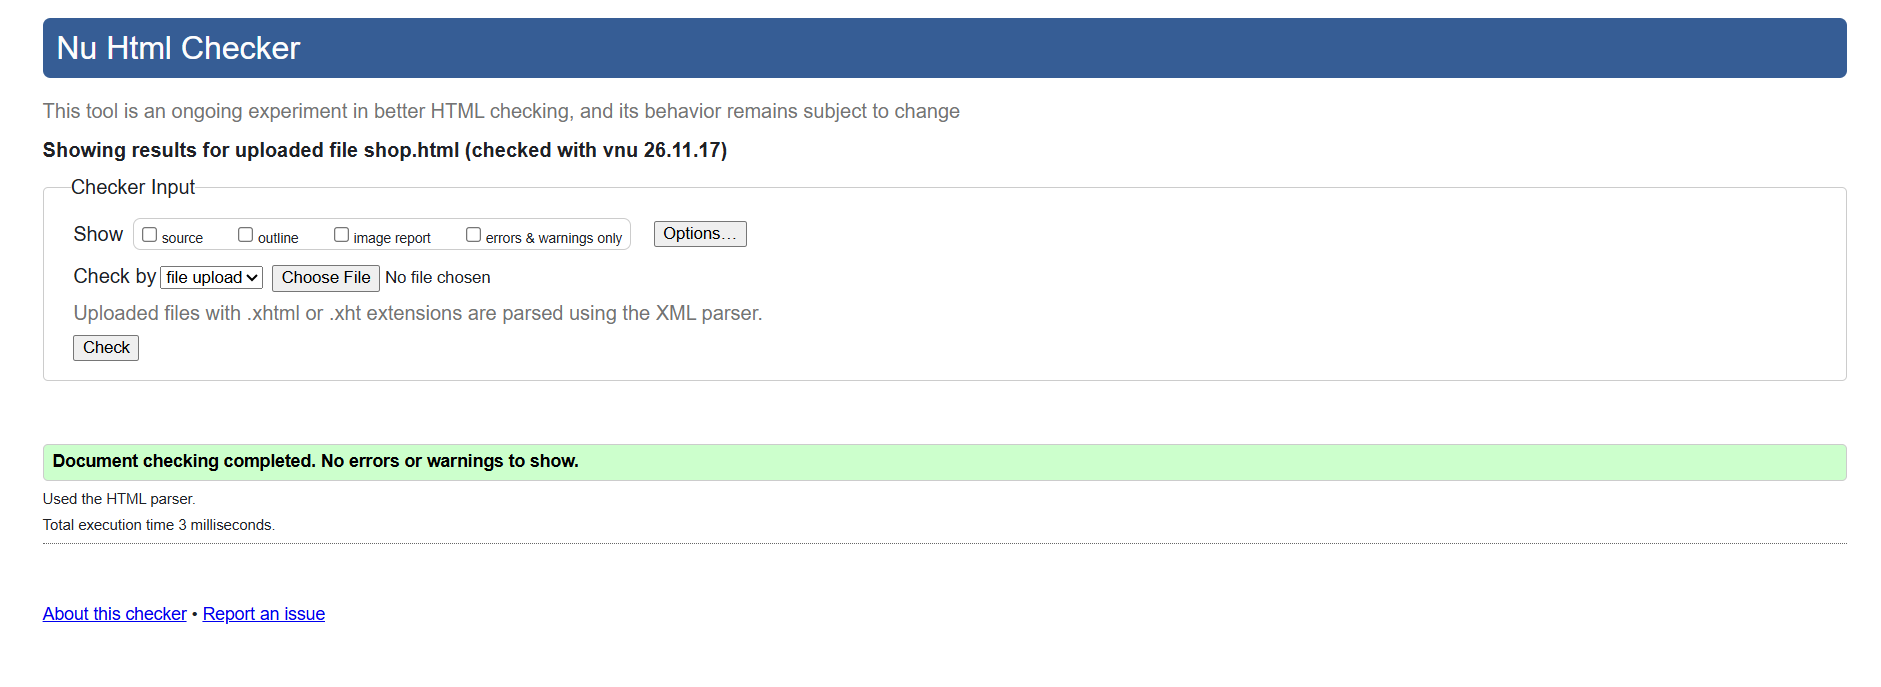 Nu Html Checker
This tool is an ongoing experiment in better HTML checking, and its behavior remains subject to change
Showing results for uploaded file shop.html (checked with vnu 26.11.17)
Checker Input
Show source outline image report errors & warnings only Options...
Check by file upload Choose File No file chosen
Uploaded files with .xhtml or .xht extensions are parsed using the XML parser.
Check
Document checking completed. No errors or warnings to show.
Used the HTML parser.
Total execution time 3 milliseconds.
About this checker • Report an issue